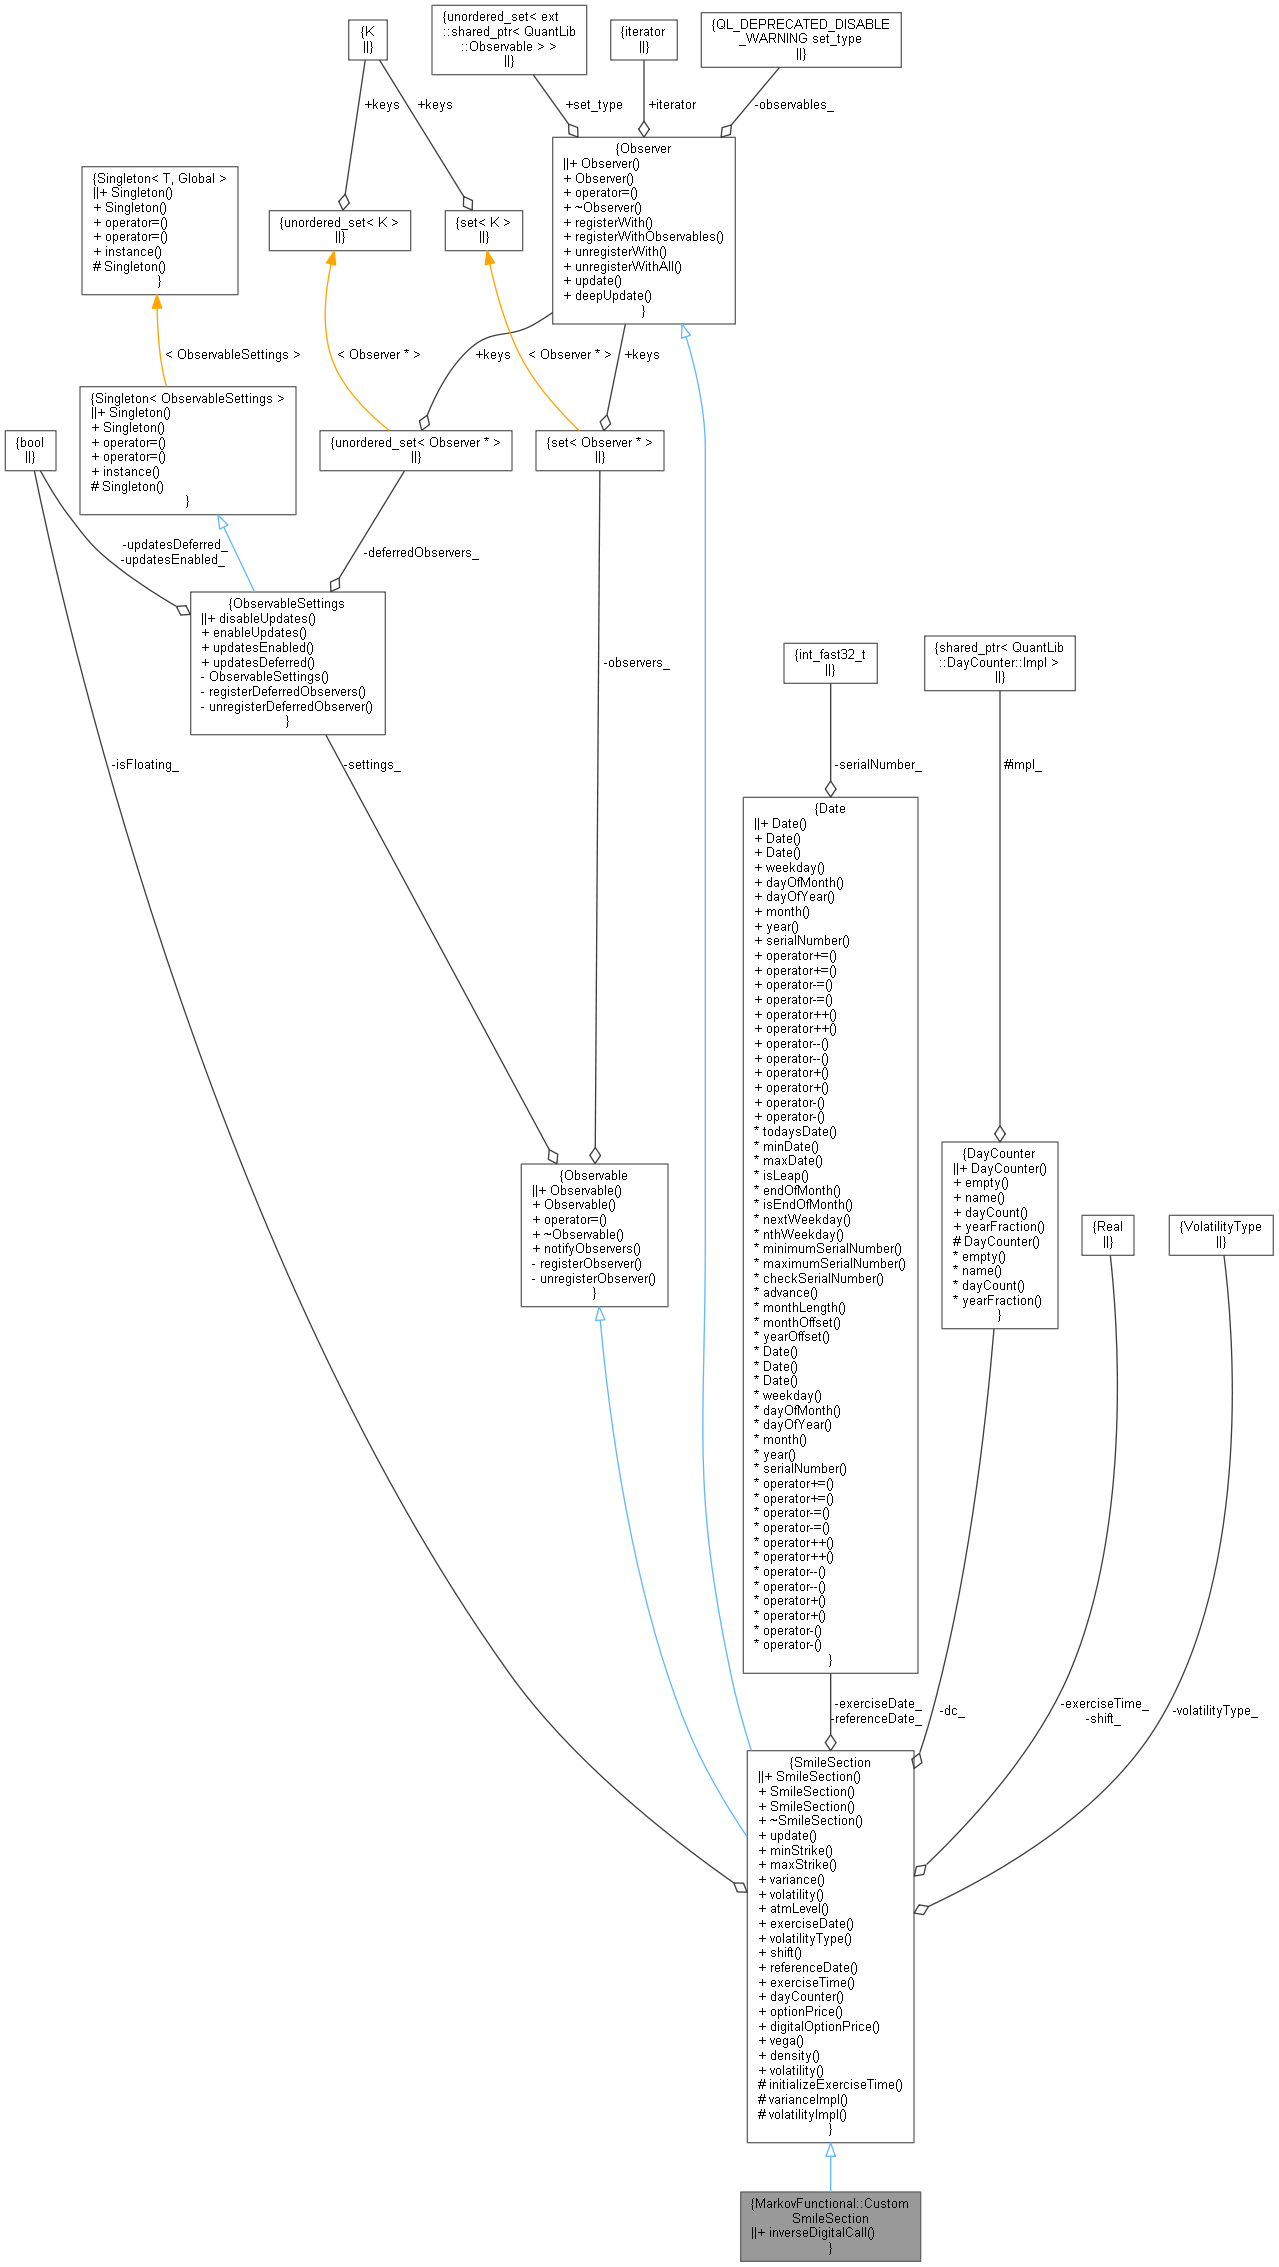 {K
||}
{unordered_set< ext
::shared_ptr< QuantLib
::Observable > >
||}
{iterator
||}
{QL_DEPRECATED_DISABLE
_WARNING set_type
||}
+keys
+keys
+set_type
+iterator
-observables_
{Singleton< T, Global >
||+ Singleton()
+ Singleton()
+ operator=()
+ operator=()
+ instance()
# Singleton()
}
{unordered_set< K >
||}
{set< K >
||}
{Observer
||+ Observer()
+ Observer()
+ operator=()
+ ~Observer()
+ registerWith()
+ registerWithObservables()
+ unregisterWith()
+ unregisterWithAll()
+ update()
+ deepUpdate()
}
< ObservableSettings >
< Observer * >
+keys
< Observer * >
+keys
{bool
||}
{Singleton< ObservableSettings >
||+ Singleton()
+ Singleton()
+ operator=()
+ operator=()
+ instance()
# Singleton()
}
{unordered_set< Observer * >
||}
{set< Observer * >
||}
-updatesDeferred_
-updatesEnabled_
-deferredObservers_
{ObservableSettings
||+ disableUpdates()
+ enableUpdates()
+ updatesEnabled()
+ updatesDeferred()
- ObservableSettings()
- registerDeferredObservers()
- unregisterDeferredObserver()
}
-observers_
{int_fast32_t
||}
{shared_ptr< QuantLib
::DayCounter::Impl >
||}
-isFloating_
-settings_
-serialNumber_
#impl_
{Date
||+ Date()
+ Date()
+ Date()
+ weekday()
+ dayOfMonth()
+ dayOfYear()
+ month()
+ year()
+ serialNumber()
+ operator+=()
+ operator+=()
+ operator-=()
+ operator-=()
+ operator++()
+ operator++()
+ operator--()
+ operator--()
+ operator+()
+ operator+()
+ operator-()
+ operator-()
* todaysDate()
* minDate()
* maxDate()
* isLeap()
* endOfMonth()
* isEndOfMonth()
* nextWeekday()
* nthWeekday()
* minimumSerialNumber()
* maximumSerialNumber()
* checkSerialNumber()
* advance()
* monthLength()
* monthOffset()
* yearOffset()
* Date()
* Date()
* Date()
* weekday()
* dayOfMonth()
* dayOfYear()
* month()
* year()
* serialNumber()
* operator+=()
* operator+=()
* operator-=()
* operator-=()
* operator++()
* operator++()
* operator--()
* operator--()
* operator+()
* operator+()
* operator-()
* operator-()
}
{Observable
||+ Observable()
+ Observable()
+ operator=()
+ ~Observable()
+ notifyObservers()
- registerObserver()
- unregisterObserver()
}
{DayCounter
||+ DayCounter()
+ empty()
+ name()
+ dayCount()
+ yearFraction()
# DayCounter()
* empty()
* name()
* dayCount()
* yearFraction()
}
{Real
||}
{VolatilityType
||}
-exerciseDate_
-referenceDate_
-dc_
-exerciseTime_
-shift_
-volatilityType_
{SmileSection
||+ SmileSection()
+ SmileSection()
+ SmileSection()
+ ~SmileSection()
+ update()
+ minStrike()
+ maxStrike()
+ variance()
+ volatility()
+ atmLevel()
+ exerciseDate()
+ volatilityType()
+ shift()
+ referenceDate()
+ exerciseTime()
+ dayCounter()
+ optionPrice()
+ digitalOptionPrice()
+ vega()
+ density()
+ volatility()
# initializeExerciseTime()
# varianceImpl()
# volatilityImpl()
}
{MarkovFunctional::Custom
SmileSection
||+ inverseDigitalCall()
}